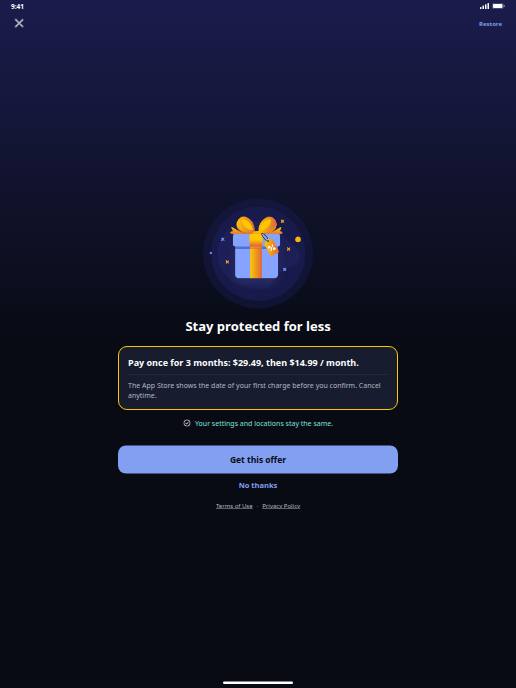 9:41
Restore
Stay protected for less
Pay once for 3 months: $29.49, then $14.99 / month.
The App Store shows the date of your first charge before you confirm. Cancel
anytime.
Your settings and locations stay the same.
Get this offer
No thanks
Terms of Use · Privacy Policy